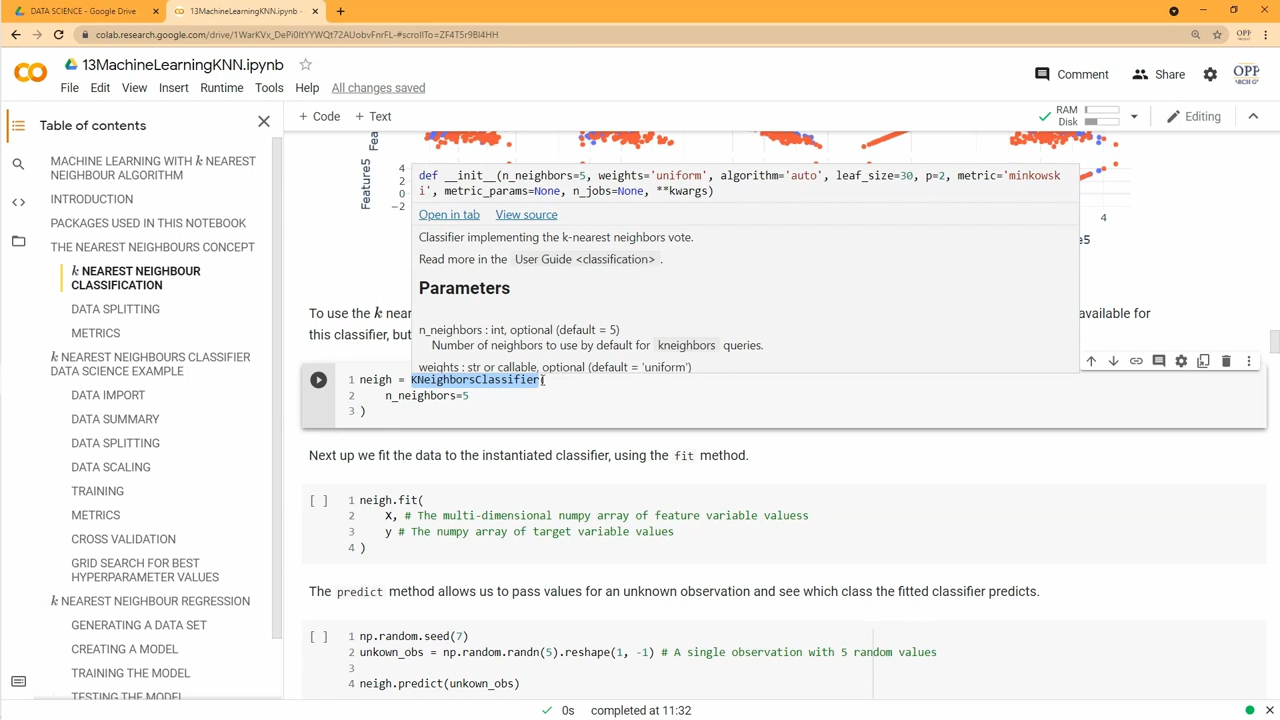 DATA SCIENCE - Google Drive
13MachineLearningKNN.ipynb -
colab.research.google.com/drive/1WarKVx_DePi0ItYYWQt72AUobvFnrFL-#scrollTo=ZF4T5r9Bl4HH
13MachineLearningKNN.ipynb
File Edit View Insert Runtime Tools Help All changes saved
Comment Share
+ Code + Text
RAM
Disk
Editing
Table of contents
MACHINE LEARNING WITH k NEAREST
NEIGHBOUR ALGORITHM
INTRODUCTION
PACKAGES USED IN THIS NOTEBOOK
THE NEAREST NEIGHBOURS CONCEPT
k NEAREST NEIGHBOUR
CLASSIFICATION
DATA SPLITTING
METRICS
k NEAREST NEIGHBOURS CLASSIFIER
DATA SCIENCE EXAMPLE
DATA IMPORT
DATA SUMMARY
DATA SPLITTING
DATA SCALING
TRAINING
METRICS
CROSS VALIDATION
GRID SEARCH FOR BEST
HYPERPARAMETER VALUES
k NEAREST NEIGHBOUR REGRESSION
GENERATING A DATA SET
CREATING A MODEL
TRAINING THE MODEL
TESTING THE MODEL
Fea
Feature5
4
2
0
−2
4
e5
def __init__(n_neighbors=5, weights='uniform', algorithm='auto', leaf_size=30, p=2, metric='minkowsk
i', metric_params=None, n_jobs=None, **kwargs)
Open in tab View source
Classifier implementing the k-nearest neighbors vote.
Read more in the User Guide <classification> .
Parameters
n_neighbors : int, optional (default = 5)
Number of neighbors to use by default for kneighbors queries.
weights : str or callable, optional (default = 'uniform')
To use the k near
available for
this classifier, but
1 neigh = KNeighborsClassifier(
2 n_neighbors=5
3 )
Next up we fit the data to the instantiated classifier, using the fit method.
[ ] 1 neigh.fit(
2 X, # The multi-dimensional numpy array of feature variable valuess
3 y # The numpy array of target variable values
4 )
The predict method allows us to pass values for an unknown observation and see which class the fitted classifier predicts.
[ ] 1 np.random.seed(7)
2 unkown_obs = np.random.randn(5).reshape(1, -1) # A single observation with 5 random values
3
4 neigh.predict(unkown_obs)
0s completed at 11:32